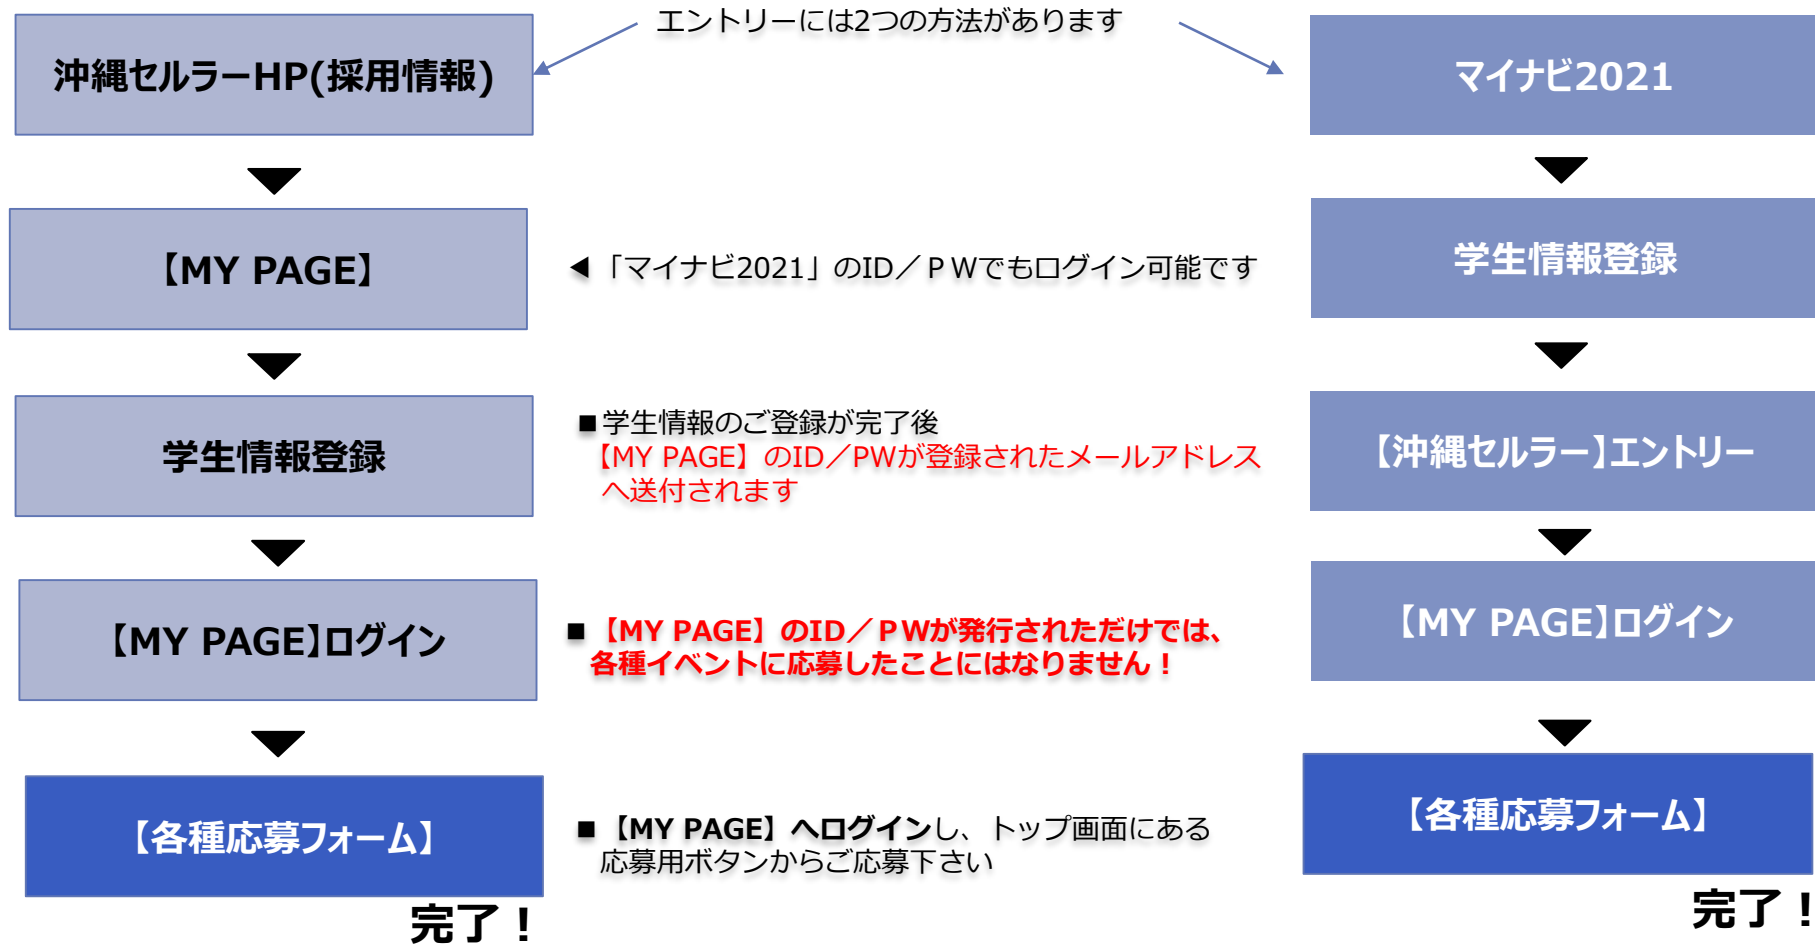 エントリーには2つの方法があります
沖縄セルラーHP(採用情報)
マイナビ2021
【MY PAGE】
◀「マイナビ2021」のID／ＰＷでもログイン可能です
学生情報登録
学生情報登録
■学生情報のご登録が完了後
【MY PAGE】のID／PWが登録されたメールアドレス
へ送付されます
【沖縄セルラー】エントリー
【MY PAGE】ログイン
■【MY PAGE】のID／ＰＷが発行されただけでは、
各種イベントに応募したことにはなりません！
【MY PAGE】ログイン
【各種応募フォーム】
■【MY PAGE】へログインし、トップ画面にある
応募用ボタンからご応募下さい
【各種応募フォーム】
完了！
完了！